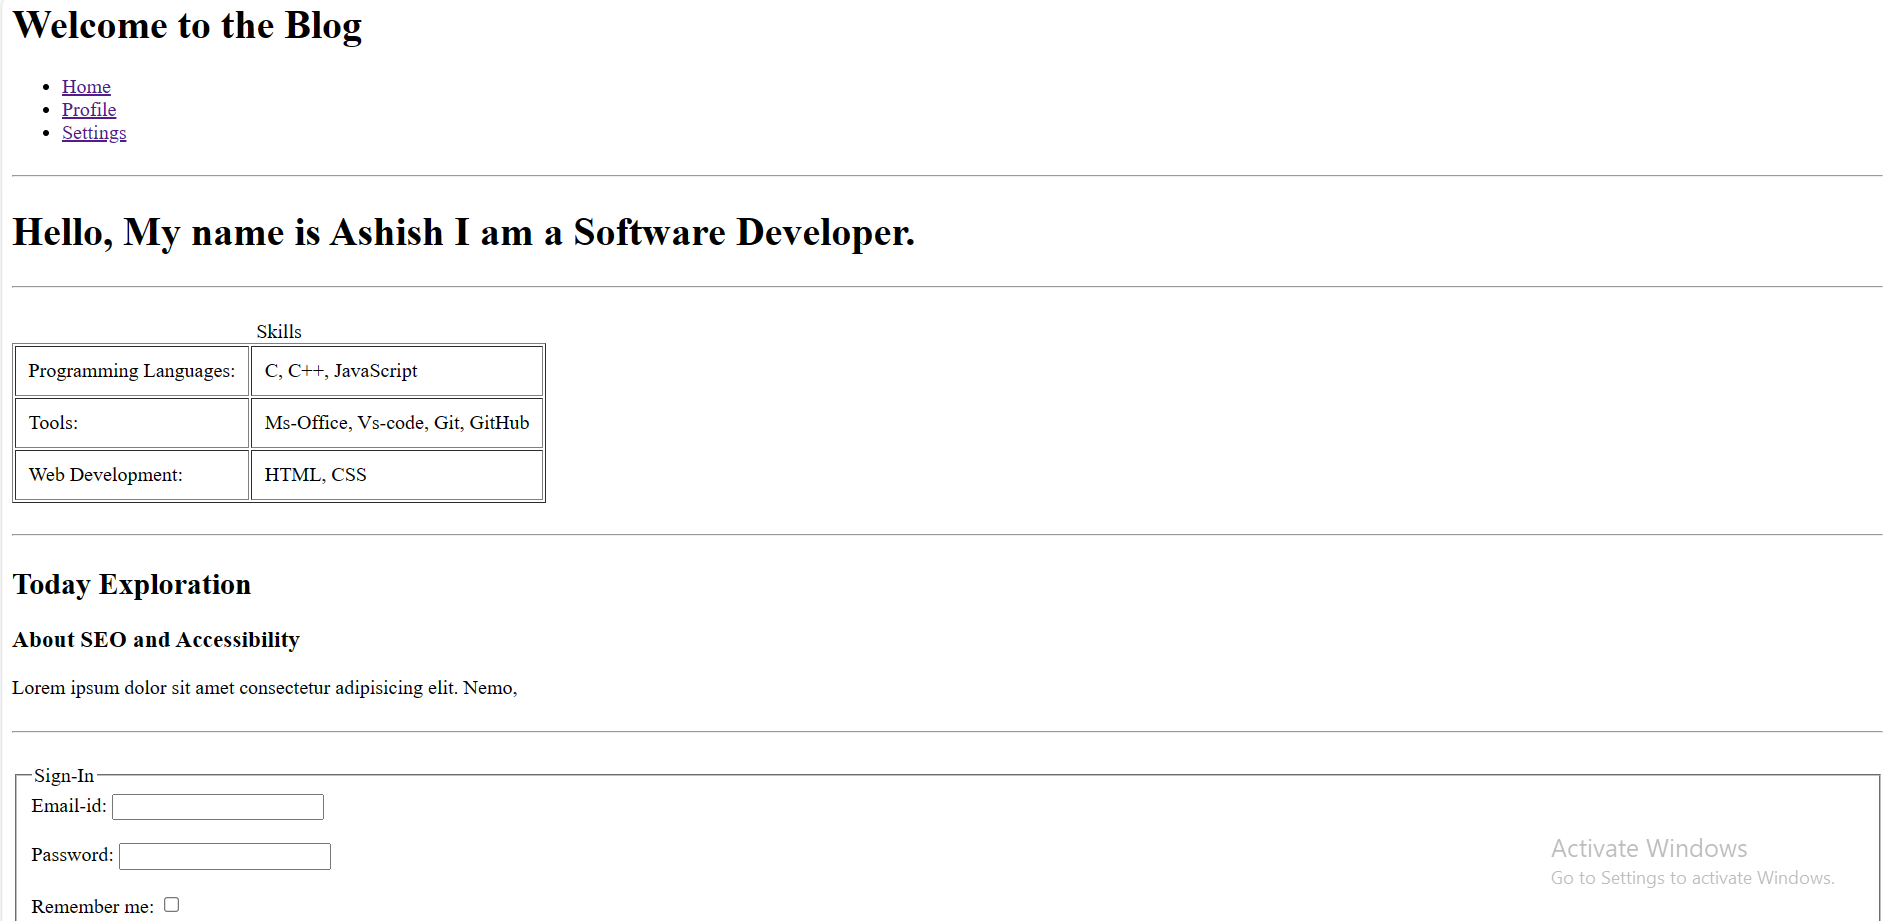 Welcome to the Blog
Home
Profile
Settings
Hello, My name is Ashish I am a Software Developer.
Skills
Programming Languages: C, C++, JavaScript
Tools: Ms-Office, Vs-code, Git, GitHub
Web Development: HTML, CSS
Today Exploration
About SEO and Accessibility
Lorem ipsum dolor sit amet consectetur adipisicing elit. Nemo,
Sign-In
Email-id:
Password:
Remember me:
Activate Windows
Go to Settings to activate Windows.